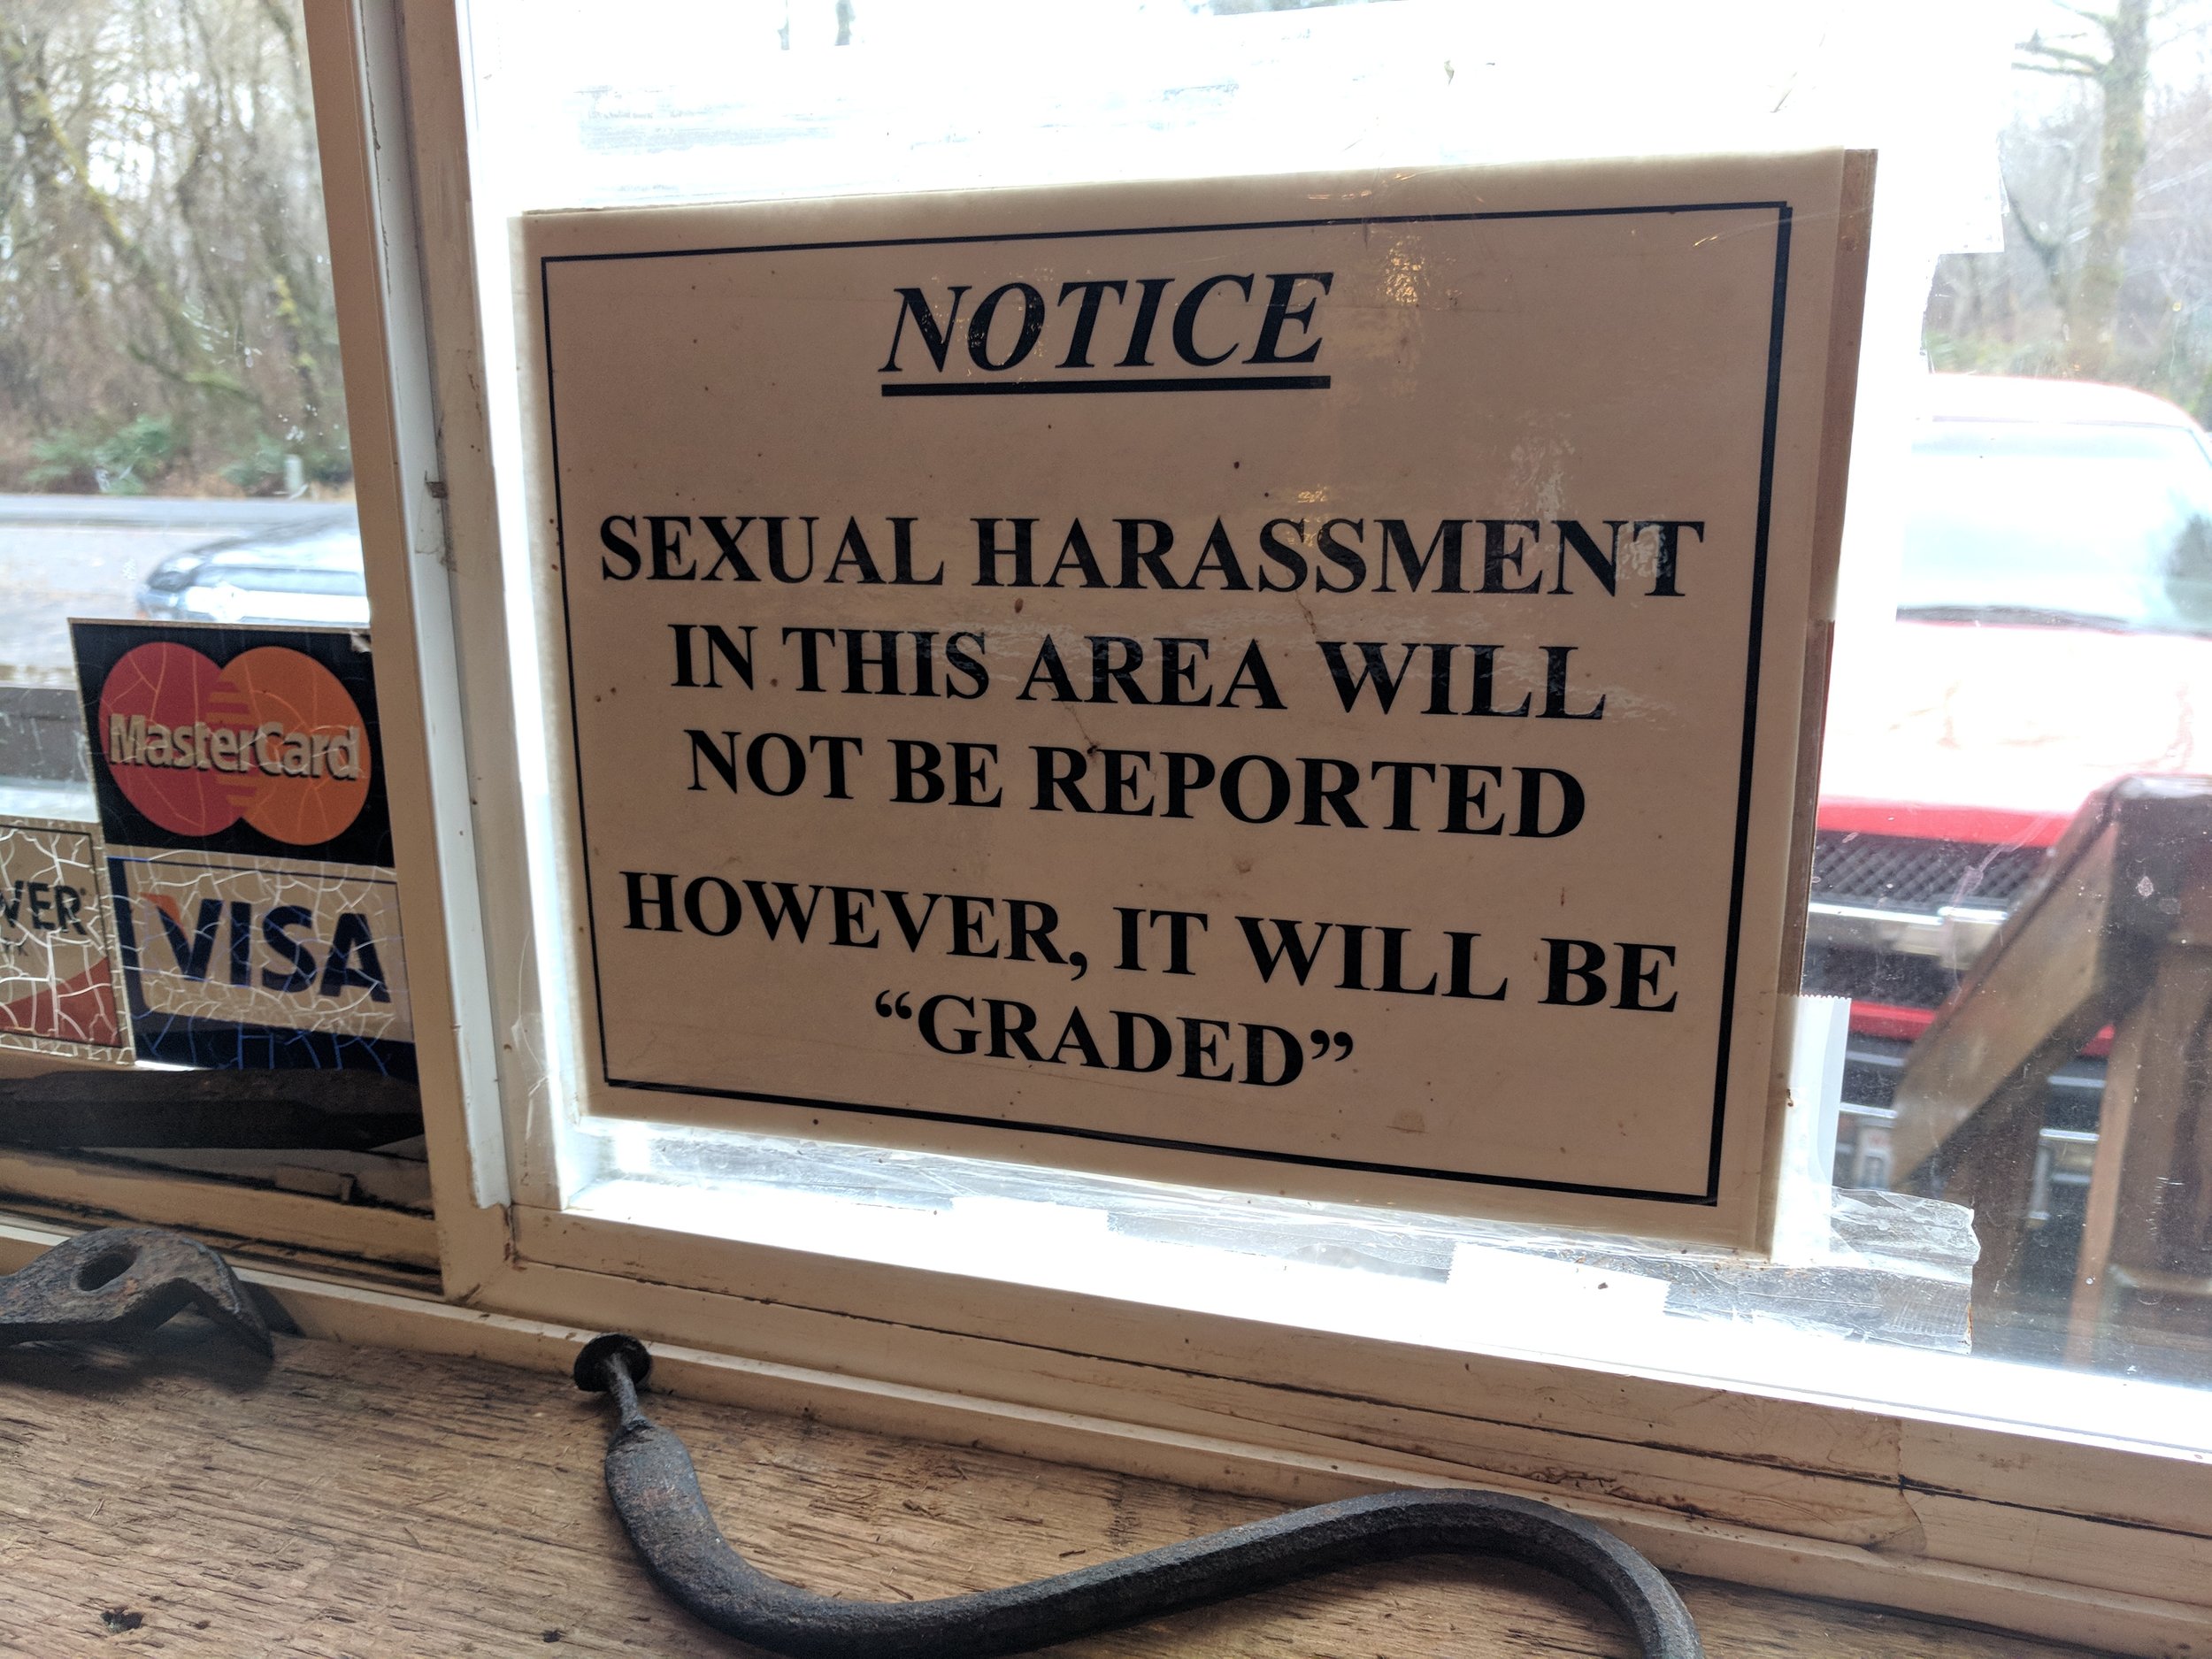 NOTICE
SEXUAL HARASSMENT
IN THIS AREA WILL
NOT BE REPORTED
HOWEVER, IT WILL BE
“GRADED”
MasterCard
VER
VISA